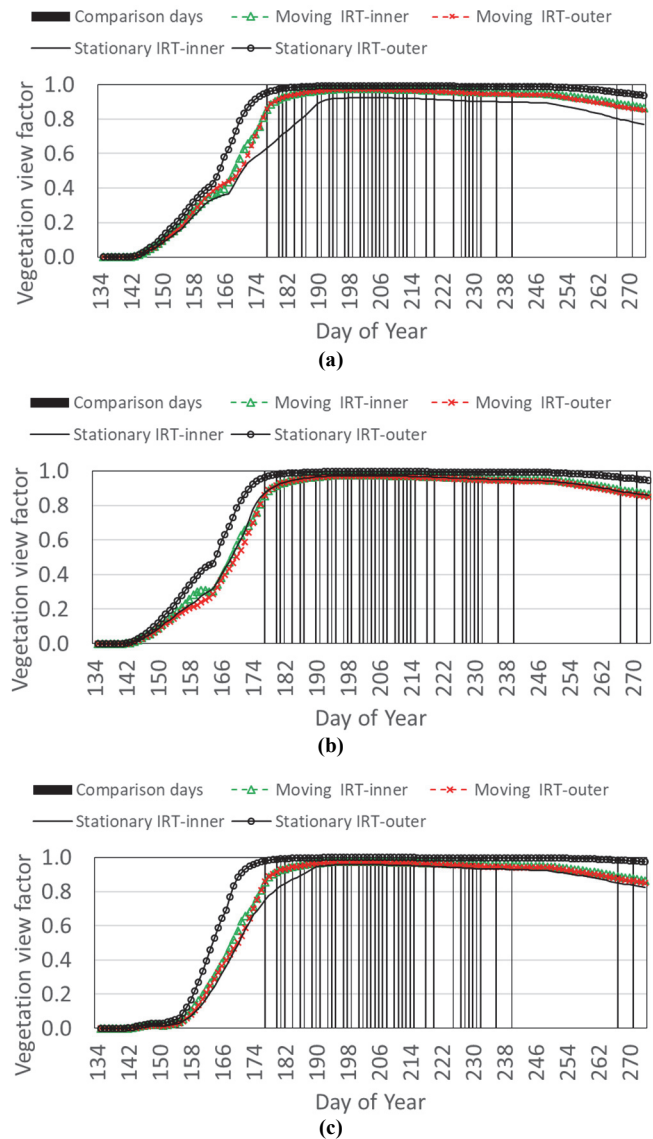 Comparison days Moving IRT-inner Moving IRT-outer
Stationary IRT-inner Stationary IRT-outer
Vegetation view factor
1.0
0.8
0.6
0.4
0.2
0.0
134 142 150 158 166 174 182 190 198 206 214 222 230 238 246 254 262 270
Day of Year
(a)
Comparison days Moving IRT-inner Moving IRT-outer
Stationary IRT-inner Stationary IRT-outer
Vegetation view factor
1.0
0.8
0.6
0.4
0.2
0.0
134 142 150 158 166 174 182 190 198 206 214 222 230 238 246 254 262 270
Day of Year
(b)
Comparison days Moving IRT-inner Moving IRT-outer
Stationary IRT-inner Stationary IRT-outer
Vegetation view factor
1.0
0.8
0.6
0.4
0.2
0.0
134 142 150 158 166 174 182 190 198 206 214 222 230 238 246 254 262 270
Day of Year
(c)